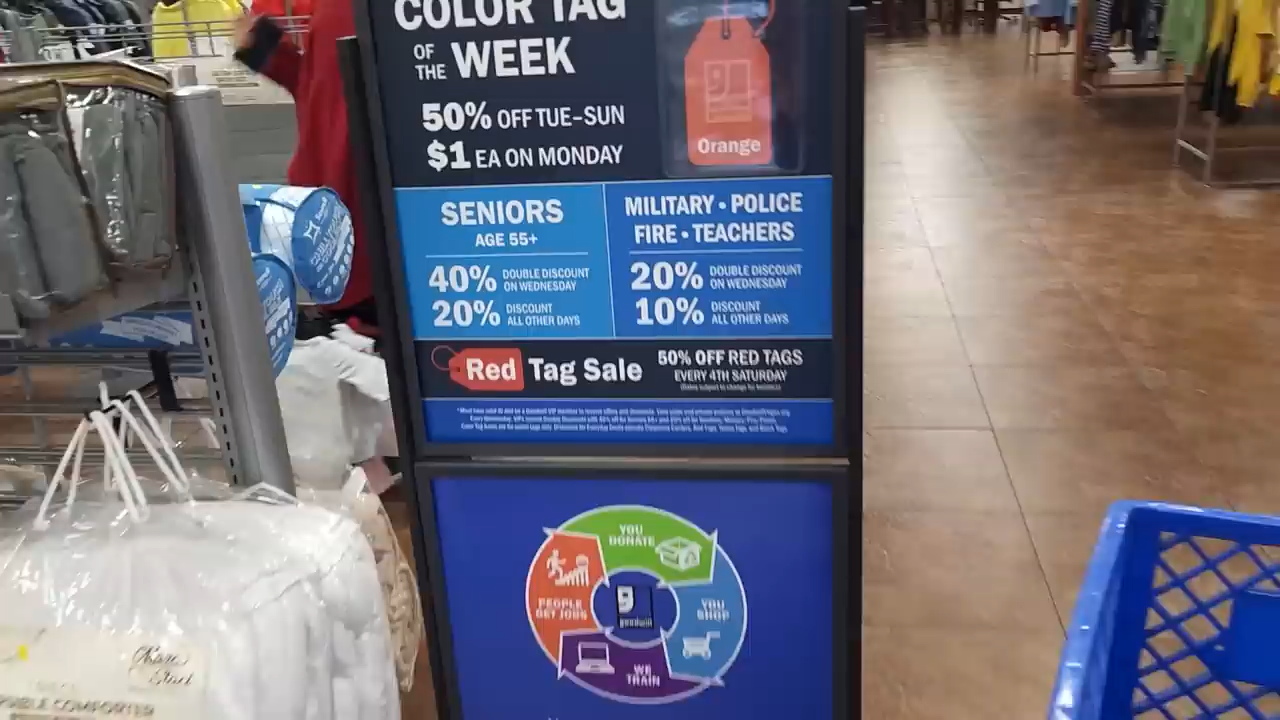 COLOR TAG
OF THE WEEK
50% OFF TUE-SUN
$1 EA ON MONDAY
Orange
SENIORS
AGE 55+
40% DOUBLE DISCOUNT ON WEDNESDAY
20% DISCOUNT ALL OTHER DAYS
MILITARY • POLICE
FIRE • TEACHERS
20% DOUBLE DISCOUNT ON WEDNESDAY
10% DISCOUNT ALL OTHER DAYS
Red Tag Sale
50% OFF RED TAGS
EVERY 4TH SATURDAY
YOU DONATE
YOU SHOP
WE TRAIN
PEOPLE GET JOBS
goodwill
COMFORTER